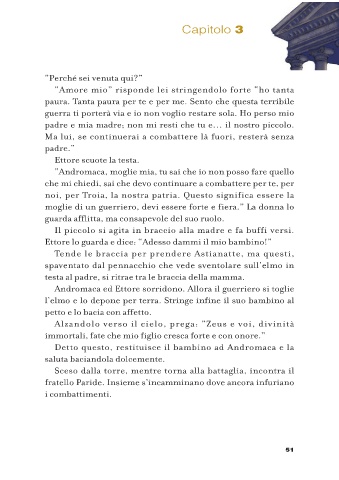 Capitolo 3
“Perché sei venuta qui?”
“Amore mio” risponde lei stringendolo forte “ho tanta
paura. Tanta paura per te e per me. Sento che questa terribile
guerra ti porterà via e io non voglio restare sola. Ho perso mio
padre e mia madre; non mi resti che tu e… il nostro piccolo.
Ma lui, se continuerai a combattere là fuori, resterà senza
padre.”
Ettore scuote la testa.
“Andromaca, moglie mia, tu sai che io non posso fare quello
che mi chiedi, sai che devo continuare a combattere per te, per
noi, per Troia, la nostra patria. Questo significa essere la
moglie di un guerriero, devi essere forte e fiera.” La donna lo
guarda afflitta, ma consapevole del suo ruolo.
Il piccolo si agita in braccio alla madre e fa buffi versi.
Ettore lo guarda e dice: “Adesso dammi il mio bambino!”
Tende le braccia per prendere Astianatte, ma questi,
spaventato dal pennacchio che vede sventolare sull’elmo in
testa al padre, si ritrae tra le braccia della mamma.
Andromaca ed Ettore sorridono. Allora il guerriero si toglie
l’elmo e lo depone per terra. Stringe infine il suo bambino al
petto e lo bacia con affetto.
Alzandolo verso il cielo, prega: “Zeus e voi, divinità
immortali, fate che mio figlio cresca forte e con onore.”
Detto questo, restituisce il bambino ad Andromaca e la
saluta baciandola dolcemente.
Sceso dalla torre, mentre torna alla battaglia, incontra il
fratello Paride. Insieme s’incamminano dove ancora infuriano
i combattimenti.
51